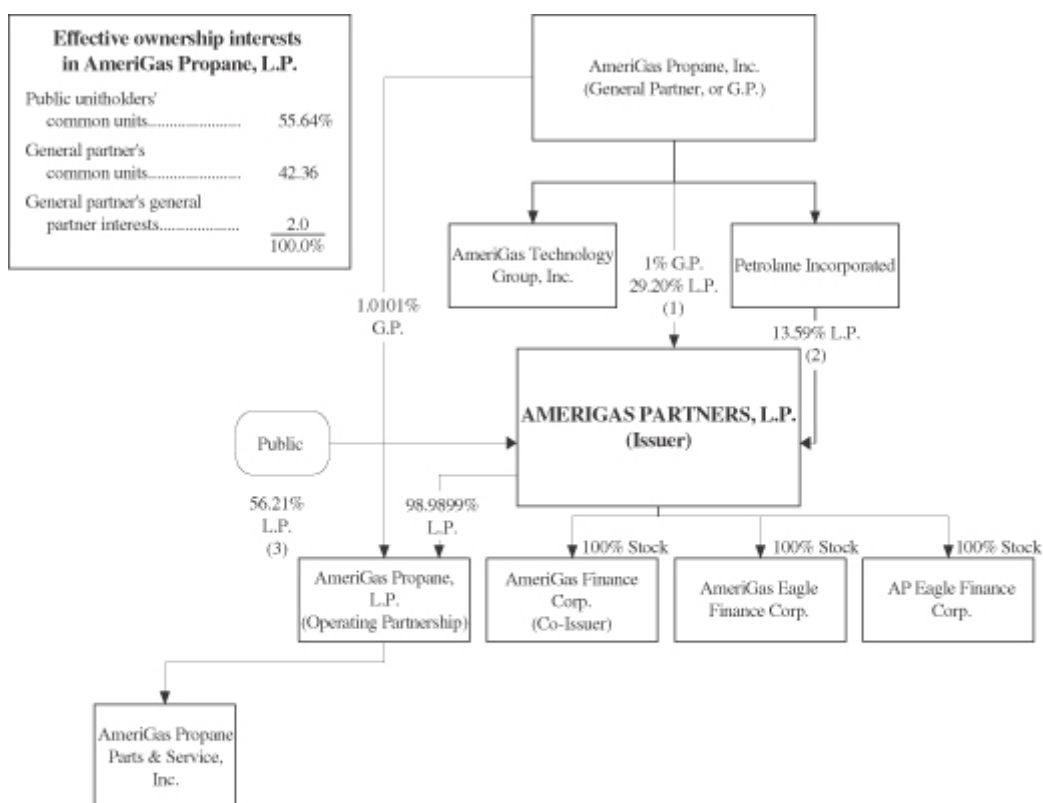 Effective ownership interests
in AmeriGas Propane, L.P.
Public unitholders'
common units...................... 55.64%
General partner's
common units...................... 42.36
General partner's general
partner interests................... 2.0
100.0%
AmeriGas Propane, Inc.
(General Partner, or G.P.)
AmeriGas Technology
Group, Inc.
1% G.P.
29.20% L.P.
(1)
Petrolane Incorporated
1.0101%
G.P.
13.59% L.P.
(2)
AMERIGAS PARTNERS, L.P.
(Issuer)
Public
56.21%
L.P.
(3)
98.9899%
L.P.
100% Stock
100% Stock
100% Stock
AmeriGas Propane,
L.P.
(Operating Partnership)
AmeriGas Finance
Corp.
(Co-Issuer)
AmeriGas Eagle
Finance Corp.
AP Eagle Finance
Corp.
AmeriGas Propane
Parts & Service,
Inc.